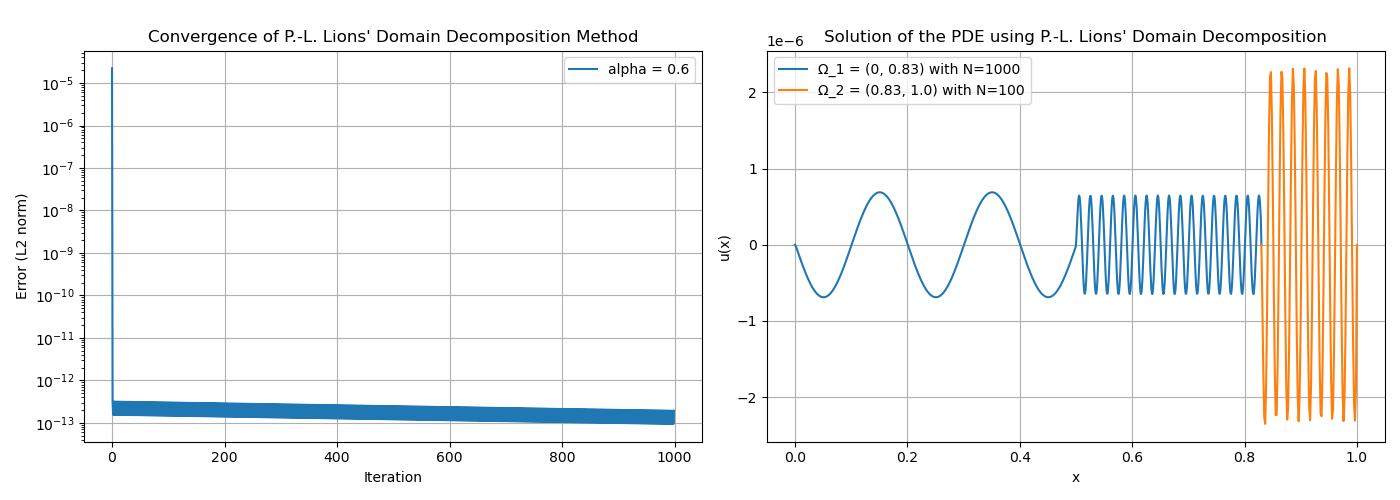 Convergence of P.-L. Lions' Domain Decomposition Method
alpha = 0.6
10⁻⁵
10⁻⁶
10⁻⁷
10⁻⁸
10⁻⁹
10⁻¹⁰
10⁻¹¹
10⁻¹²
10⁻¹³
Error (L2 norm)
0 200 400 600 800 1000
Iteration
Solution of the PDE using P.-L. Lions' Domain Decomposition
1e−6
Ω_1 = (0, 0.83) with N=1000
Ω_2 = (0.83, 1.0) with N=100
2
1
0
−1
−2
u(x)
0.0 0.2 0.4 0.6 0.8 1.0
x